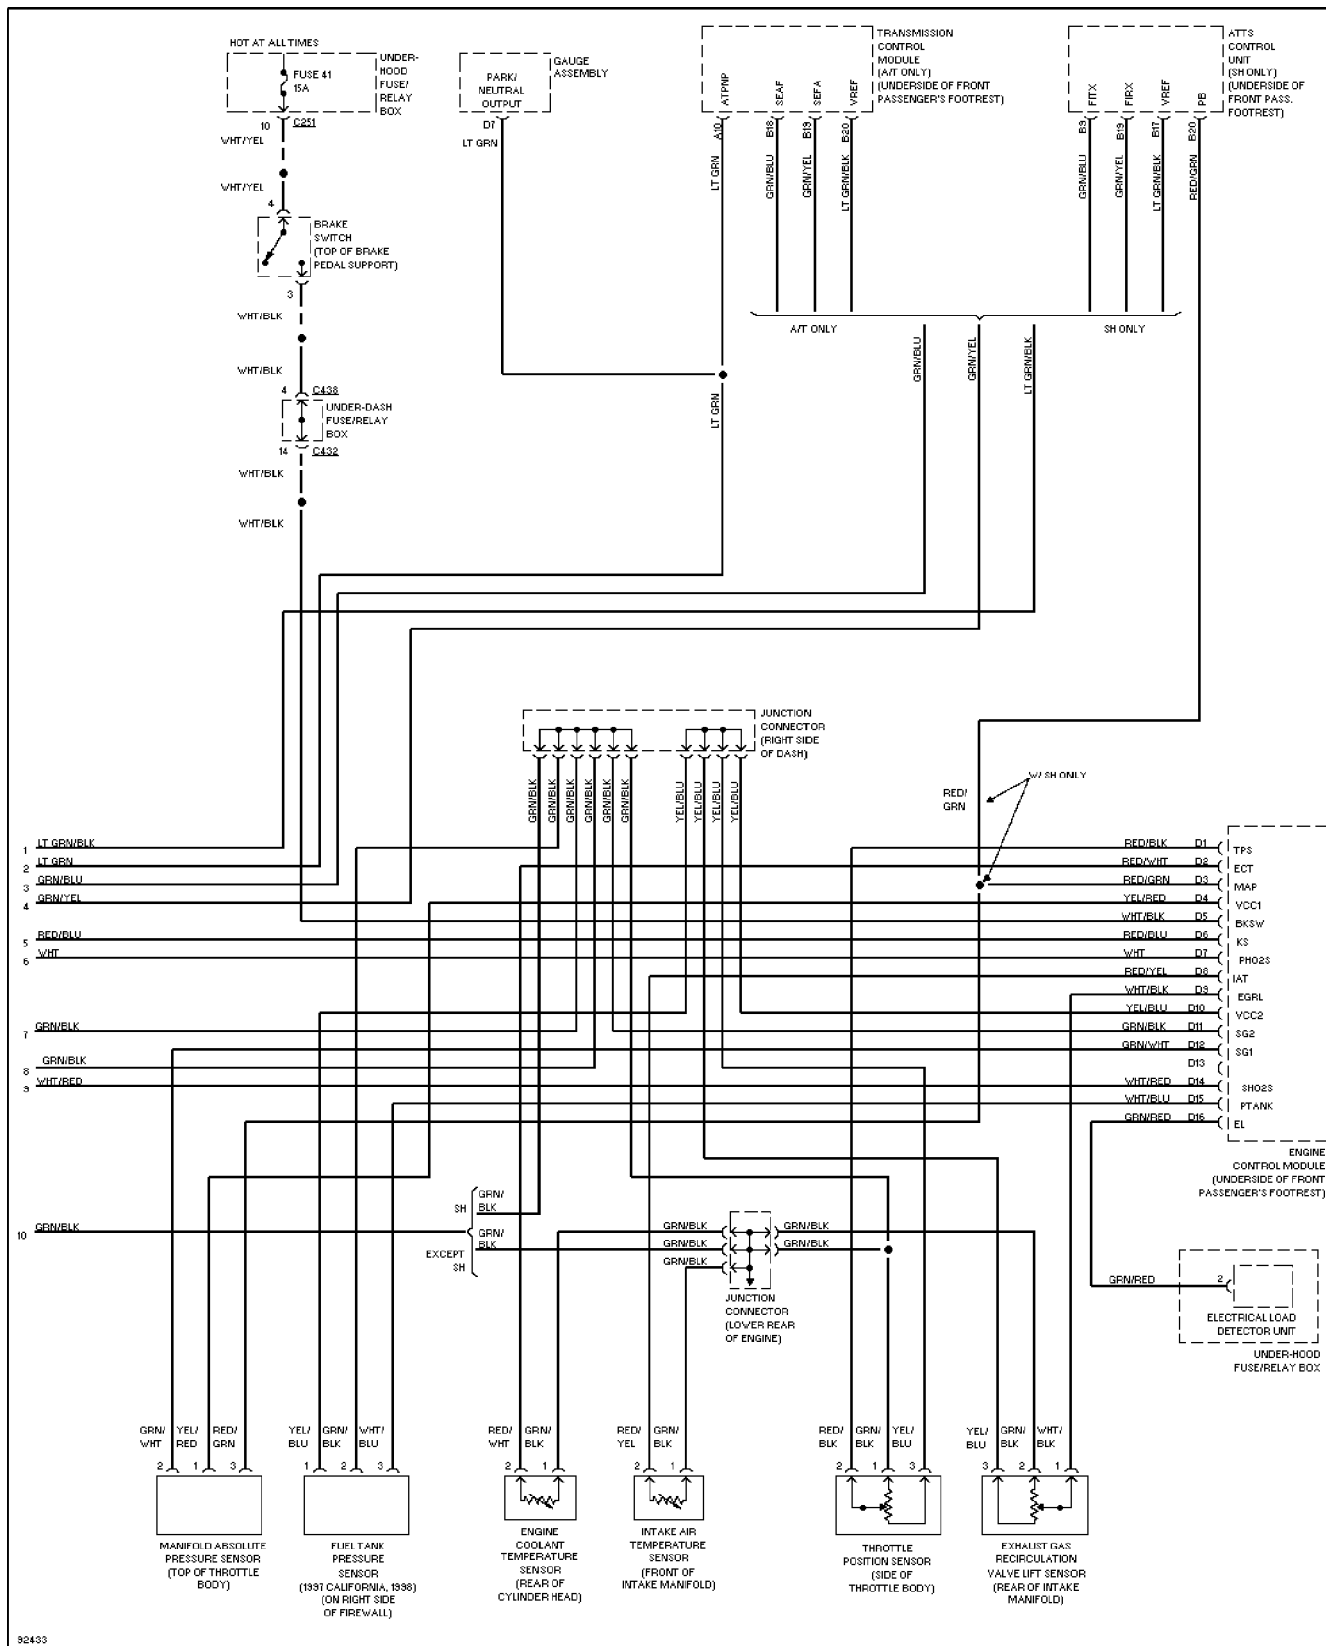 HOT AT ALL TIMES
FUSE 41
15A
UNDER-
HOOD
FUSE/
RELAY
BOX
10
C251
WHT/YEL
WHT/YEL
4
BRAKE
SWITCH
(TOP OF BRAKE
PEDAL SUPPORT)
3
WHT/BLK
WHT/BLK
4
C438
UNDER-DASH
FUSE/RELAY
BOX
14
C432
WHT/BLK
WHT/BLK
PARK/
NEUTRAL
OUTPUT
GAUGE
ASSEMBLY
D7
LT GRN
TRANSMISSION
CONTROL
MODULE
(A/T ONLY)
(UNDERSIDE OF FRONT
PASSENGER'S FOOTREST)
ATPNP
SEAF
SEFA
VREF
A10
B18
B19
B20
LT GRN
GRN/BLU
GRN/YEL
LT GRN/BLK
ATTS
CONTROL
UNIT
(SH ONLY)
(UNDERSIDE OF
FRONT PASS.
FOOTREST)
FITX
FIRX
VREF
PB
B9
B19
B17
B20
GRN/BLU
GRN/YEL
LT GRN/BLK
RED/GRN
A/T ONLY
SH ONLY
LT GRN
GRN/BLU
GRN/YEL
LT GRN/BLK
JUNCTION
CONNECTOR
(RIGHT SIDE
OF DASH)
GRN/BLK
GRN/BLK
GRN/BLK
GRN/BLK
GRN/BLK
GRN/BLK
YEL/BLU
YEL/BLU
YEL/BLU
YEL/BLU
RED/
GRN
W/ SH ONLY
1 LT GRN/BLK
2 LT GRN
3 GRN/BLU
4 GRN/YEL
5 RED/BLU
6 WHT
7 GRN/BLK
8 GRN/BLK
9 WHT/RED
10 GRN/BLK
RED/BLK D1 TPS
RED/WHT D2 ECT
RED/GRN D3 MAP
YEL/RED D4 VCC1
WHT/BLK D5 BKSW
RED/BLU D6 KS
WHT D7 PHO2S
RED/YEL D8 IAT
WHT/BLK D9 EGRL
YEL/BLU D10 VCC2
GRN/BLK D11 SG2
GRN/WHT D12 SG1
D13
WHT/RED D14 SHO2S
WHT/BLU D15 PTANK
GRN/RED D16 EL
ENGINE
CONTROL MODULE
(UNDERSIDE OF FRONT
PASSENGER'S FOOTREST)
SH
GRN/
BLK
EXCEPT
SH
GRN/
BLK
GRN/BLK
GRN/BLK
GRN/BLK
GRN/BLK
GRN/BLK
JUNCTION
CONNECTOR
(LOWER REAR
OF ENGINE)
GRN/RED
2
ELECTRICAL LOAD
DETECTOR UNIT
UNDER-HOOD
FUSE/RELAY BOX
GRN/
WHT
YEL/
RED
RED/
GRN
2 1 3
MANIFOLD ABSOLUTE
PRESSURE SENSOR
(TOP OF THROTTLE
BODY)
YEL/
BLU
GRN/
BLK
WHT/
BLU
1 2 3
FUEL TANK
PRESSURE
SENSOR
(1997 CALIFORNIA, 1998)
(ON RIGHT SIDE
OF FIREWALL)
RED/
WHT
GRN/
BLK
2 1
ENGINE
COOLANT
TEMPERATURE
SENSOR
(REAR OF
CYLINDER HEAD)
RED/
YEL
GRN/
BLK
2 1
INTAKE AIR
TEMPERATURE
SENSOR
(FRONT OF
INTAKE MANIFOLD)
RED/
BLK
GRN/
BLK
YEL/
BLU
2 1 3
THROTTLE
POSITION SENSOR
(SIDE OF
THROTTLE BODY)
YEL/
BLU
GRN/
BLK
WHT/
BLK
3 2 1
EXHAUST GAS
RECIRCULATION
VALVE LIFT SENSOR
(REAR OF INTAKE
MANIFOLD)
92433